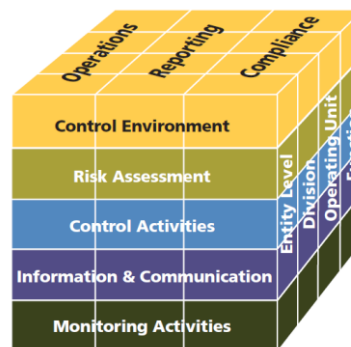 Operations
Reporting
Compliance
Control Environment
Risk Assessment
Control Activities
Information & Communication
Monitoring Activities
Entity Level
Division
Operating Unit